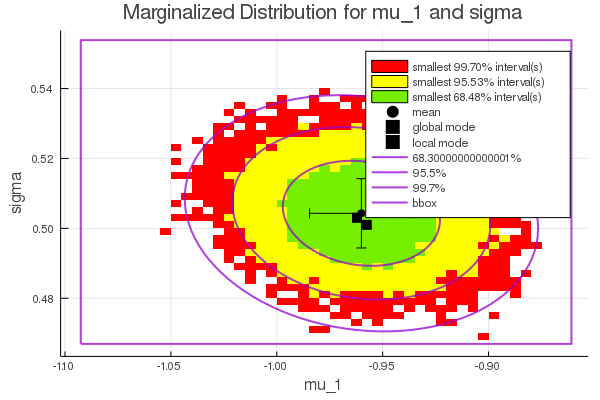 Marginalized Distribution for mu_1 and sigma
smallest 99.70% interval(s)
smallest 95.53% interval(s)
smallest 68.48% interval(s)
mean
global mode
local mode
68.3000000000001%
95.5%
99.7%
bbox
sigma
0.54
0.52
0.50
0.48
-1.10
-1.05
-1.00
-0.95
-0.90
mu_1